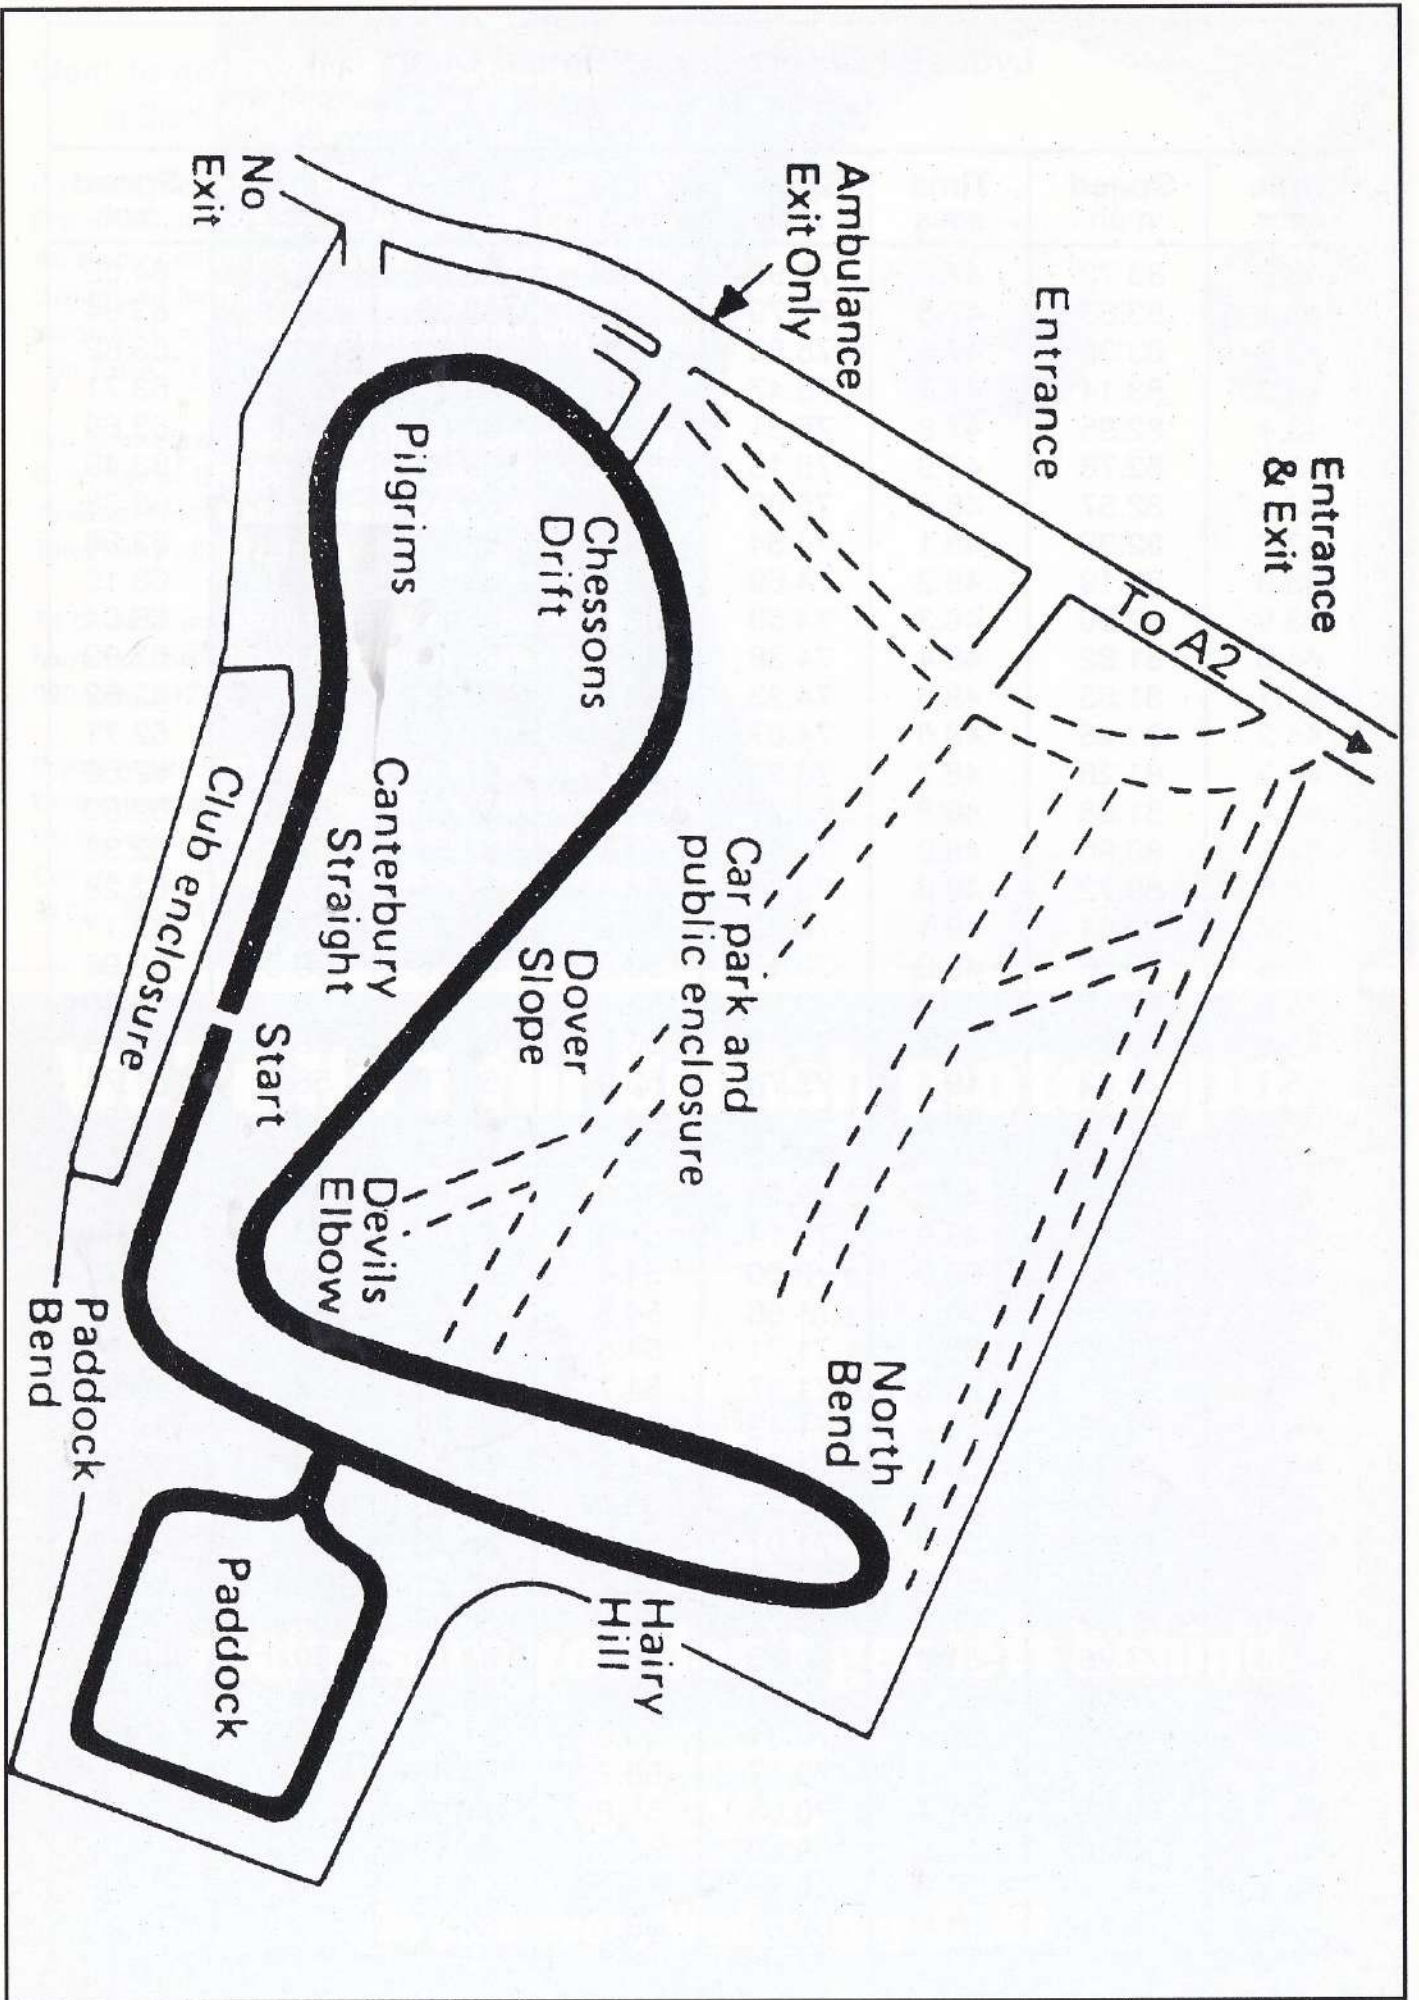 Entrance
& Exit
To A2
Entrance
Ambulance
Exit Only
No
Exit
Chessons
Drift
Pilgrims
Car park and
public enclosure
North
Bend
Dover
Slope
Canterbury
Straight
Devils
Elbow
Hairy
Hill
Start
Club enclosure
Paddock
Bend
Paddock